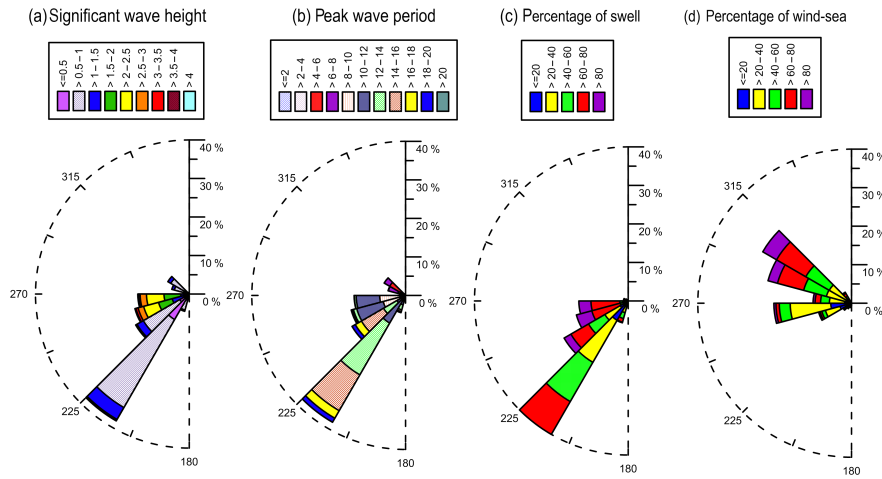 (a) Significant wave height
(b) Peak wave period
(c) Percentage of swell
(d) Percentage of wind-sea
<=0.5
> 0.5 – 1
> 1 – 1.5
> 1.5 – 2
> 2 – 2.5
> 2.5 – 3
> 3 – 3.5
> 3.5 – 4
> 4
<=2
> 2 – 4
> 4 – 6
> 6 – 8
> 8 – 10
> 10 – 12
> 12 – 14
> 14 – 16
> 16 – 18
> 18 – 20
> 20
<=20
> 20 – 40
> 40 – 60
> 60 – 80
> 80
<=20
> 20 – 40
> 40 – 60
> 60 – 80
> 80
40 %
30 %
20 %
10 %
0 %
315
270
225
180
40 %
30 %
20 %
10 %
0 %
315
270
225
180
40 %
30 %
20 %
10 %
0 %
315
270
225
180
40 %
30 %
20 %
10 %
0 %
315
270
225
180